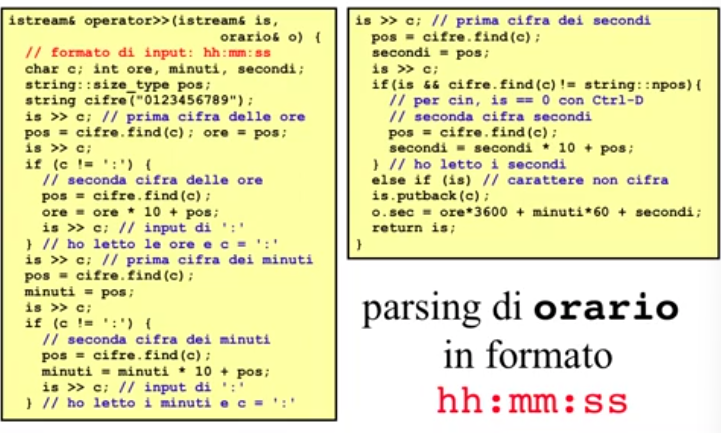 istream& operator>>(istream& is,
orario& o) {
// formato di input: hh:mm:ss
char c; int ore, minuti, secondi;
string::size_type pos;
string cifre("0123456789");
is >> c; // prima cifra delle ore
pos = cifre.find(c); ore = pos;
is >> c;
if (c != ':') {
// seconda cifra delle ore
pos = cifre.find(c);
ore = ore * 10 + pos;
is >> c; // input di ':'
} // ho letto le ore e c = ':'
is >> c; // prima cifra dei minuti
pos = cifre.find(c);
minuti = pos;
is >> c;
if (c != ':') {
// seconda cifra dei minuti
pos = cifre.find(c);
minuti = minuti * 10 + pos;
is >> c; // input di ':'
} // ho letto i minuti e c = ':'
is >> c; // prima cifra dei secondi
pos = cifre.find(c);
secondi = pos;
is >> c;
if(is && cifre.find(c)!= string::npos){
// per cin, is == 0 con Ctrl-D
// seconda cifra secondi
pos = cifre.find(c);
secondi = secondi * 10 + pos;
} // ho letto i secondi
else if (is) // carattere non cifra
is.putback(c);
o.sec = ore*3600 + minuti*60 + secondi;
return is;
}
parsing di orario
in formato
hh:mm:ss